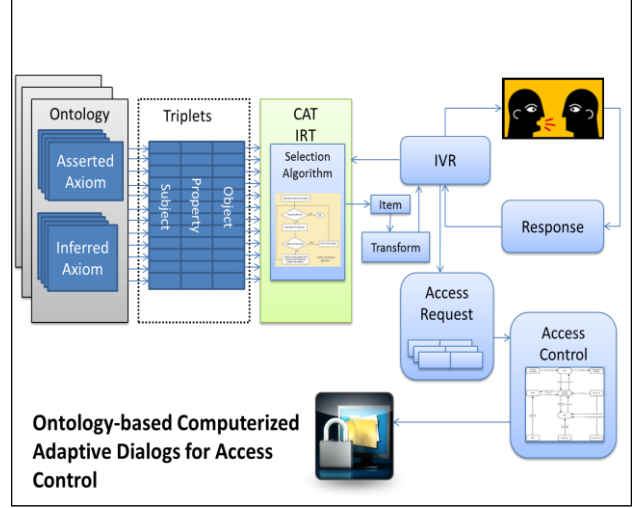 Ontology
Asserted
Axiom
Inferred
Axiom
Triplets
Subject
Property
Object
CAT
IRT
Selection
Algorithm
Item
Transform
IVR
Response
Access
Request
Access
Control
Ontology-based Computerized
Adaptive Dialogs for Access
Control